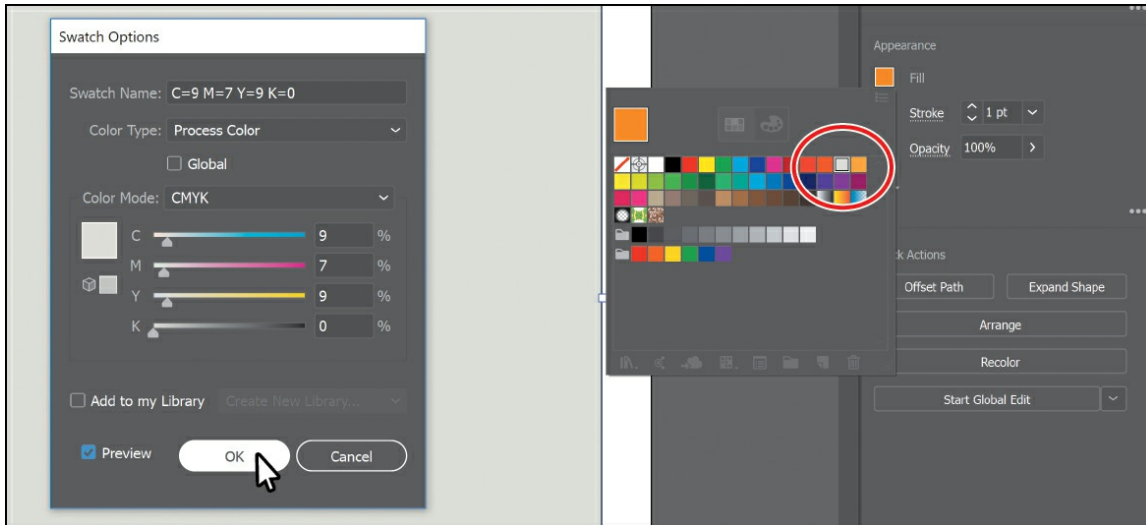 Swatch Options
Swatch Name: C=9 M=7 Y=9 K=0
Color Type: Process Color
Global
Color Mode: CMYK
C 9 %
M 7 %
Y 9 %
K 0 %
Add to my Library Create New Library...
Preview OK Cancel
Appearance
Fill
Stroke 1 pt
Opacity 100%
k Actions
Offset Path Expand Shape
Arrange
Recolor
Start Global Edit